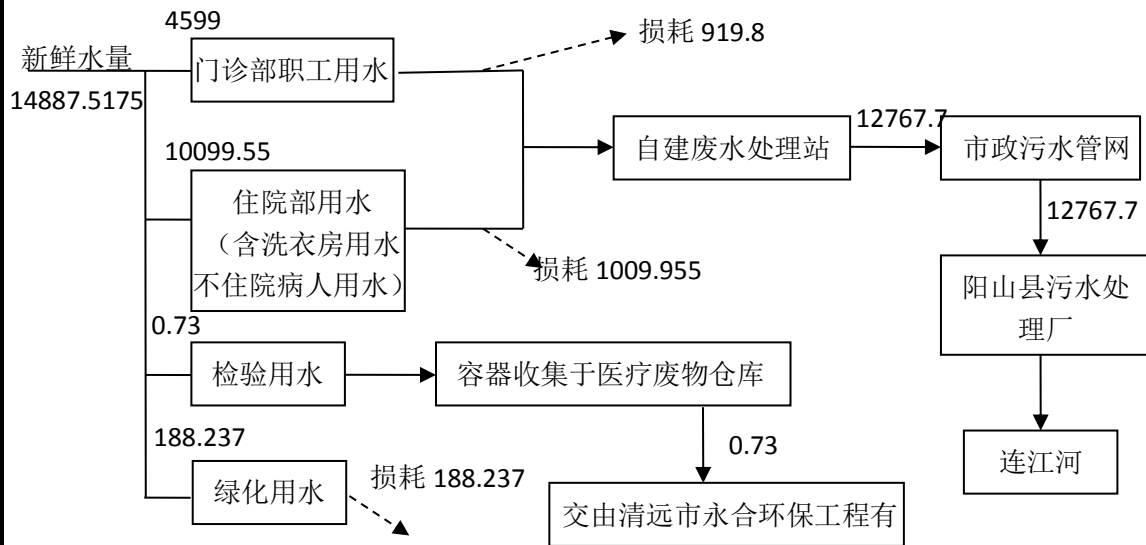 4599
新鲜水量
14887.5175
门诊部职工用水
损耗 919.8
10099.55
住院部用水
（含洗衣房用水
不住院病人用水）
损耗 1009.955
自建废水处理站
12767.7
市政污水管网
12767.7
阳山县污水处
理厂
连江河
0.73
检验用水
容器收集于医疗废物仓库
0.73
交由清远市永合环保工程有
188.237
绿化用水
损耗 188.237